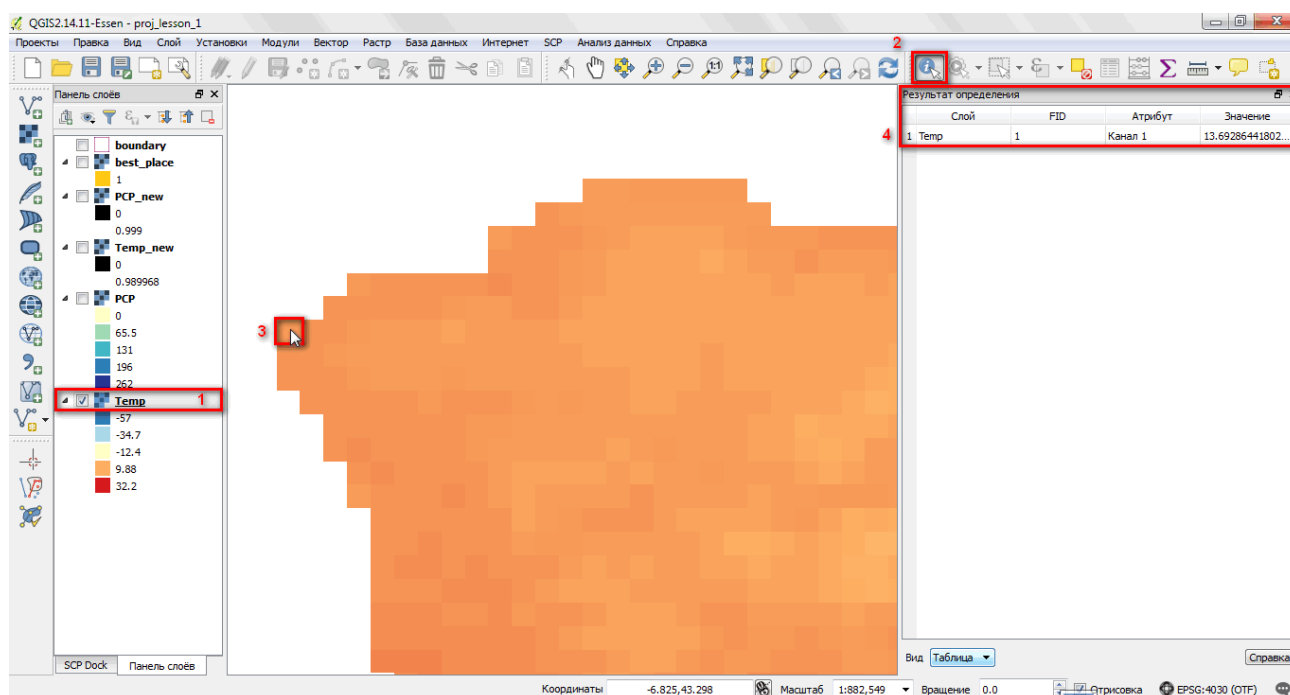 QGIS2.14.11-Essen - proj_lesson_1
Проекты Правка Вид Слой Установки Модули Вектор Растр База данных Интернет SCP Анализ данных Справка
2
Панель слоёв
boundary
best_place
1
PCP_new
0
0.999
Temp_new
0
0.989968
PCP
0
65.5
131
196
262
Temp 1
-57
-34.7
-12.4
9.88
32.2
SCP Dock Панель слоёв
3
Результат определения
Слой FID Атрибут Значение
4
1 Temp 1 Канал 1 13.69286441802...
Вид Таблица Справка
Координаты -6.825,43.298 Масштаб 1:882,549 Вращение 0.0 Отрисовка EPSG:4030 (OTF)